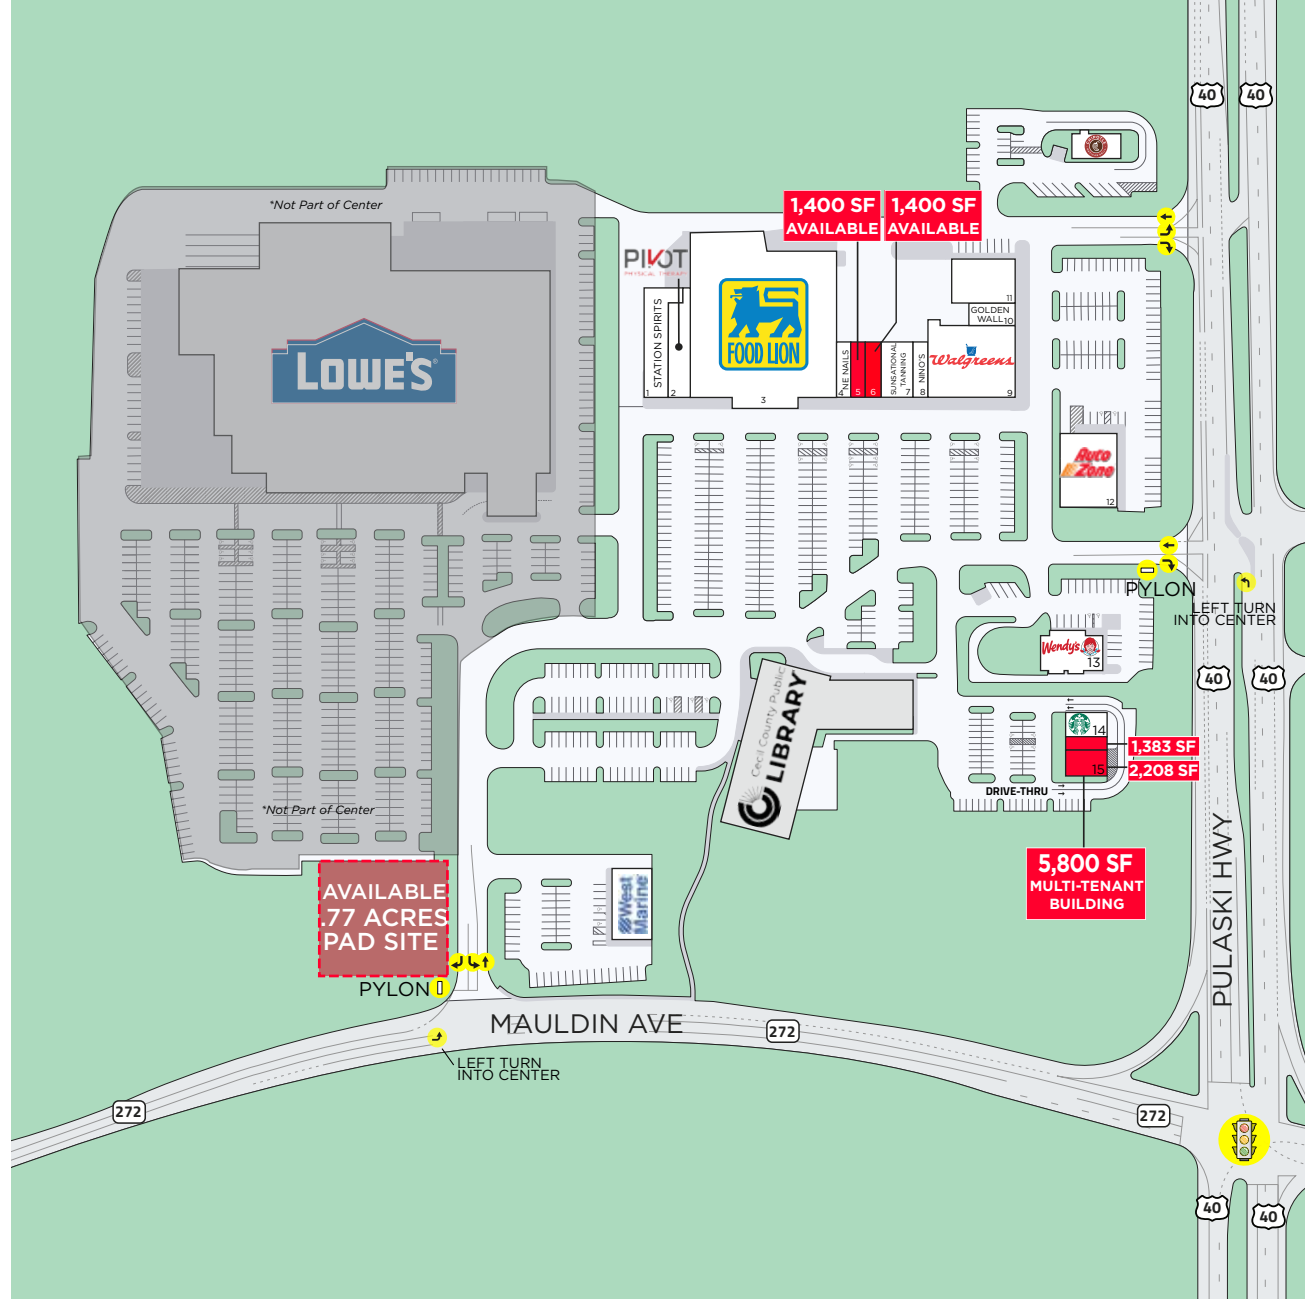 40
40
*Not Part of Center
1,400 SF
AVAILABLE
1,400 SF
AVAILABLE
PIVOT
PHYSICAL THERAPY
LOWE'S
STATION SPIRITS
1
2
FOOD LION
3
NE NAILS
4
5
6
SUNSATIONAL
TANNING
7
NINO'S
8
Walgreens
9
GOLDEN
WALL
10
11
Auto
Zone
12
PYLON
LEFT TURN
INTO CENTER
Wendy's
13
40
40
14
15
1,383 SF
2,208 SF
DRIVE-THRU
5,800 SF
MULTI-TENANT
BUILDING
Cecil County Public
LIBRARY
*Not Part of Center
AVAILABLE
.77 ACRES
PAD SITE
West
Marine
PYLON
MAULDIN AVE
272
LEFT TURN
INTO CENTER
272
272
PULASKI HWY
40
40